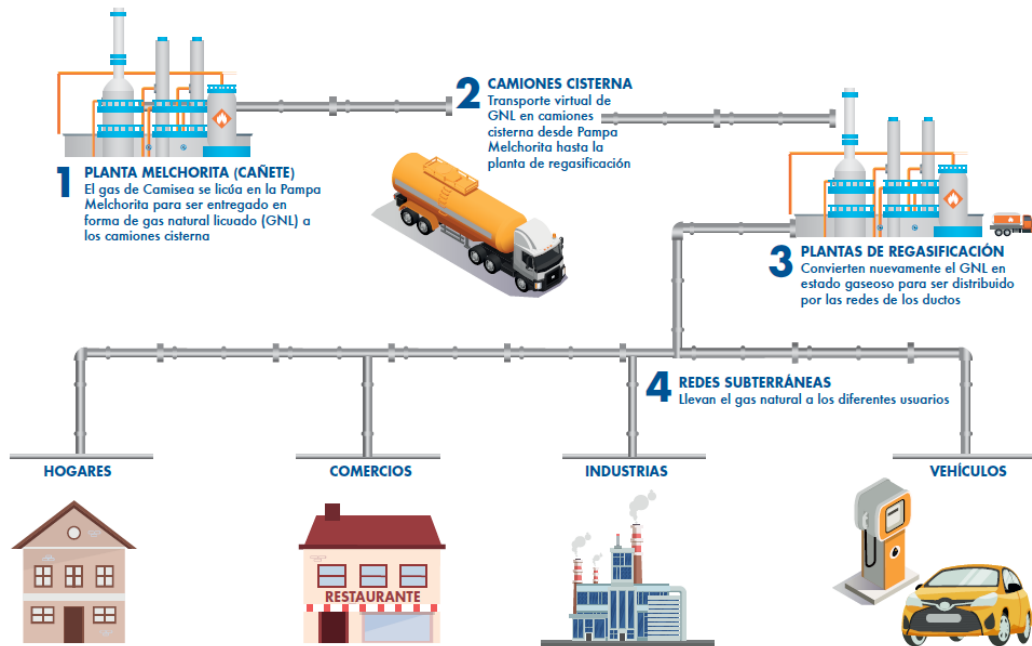 1
PLANTA MELCHORITA (CAÑETE)
El gas de Camisea se licúa en la Pampa
Melchorita para ser entregado en
forma de gas natural licuado (GNL) a
los camiones cisterna
2
CAMIONES CISTERNA
Transporte virtual de
GNL en camiones
cisterna desde Pampa
Melchorita hasta la
planta de regasificación
3
PLANTAS DE REGASIFICACIÓN
Convierten nuevamente el GNL en
estado gaseoso para ser distribuido
por las redes de los ductos
4
REDES SUBTERRÁNEAS
Llevan el gas natural a los diferentes usuarios
HOGARES
COMERCIOS
INDUSTRIAS
VEHÍCULOS
RESTAURANTE